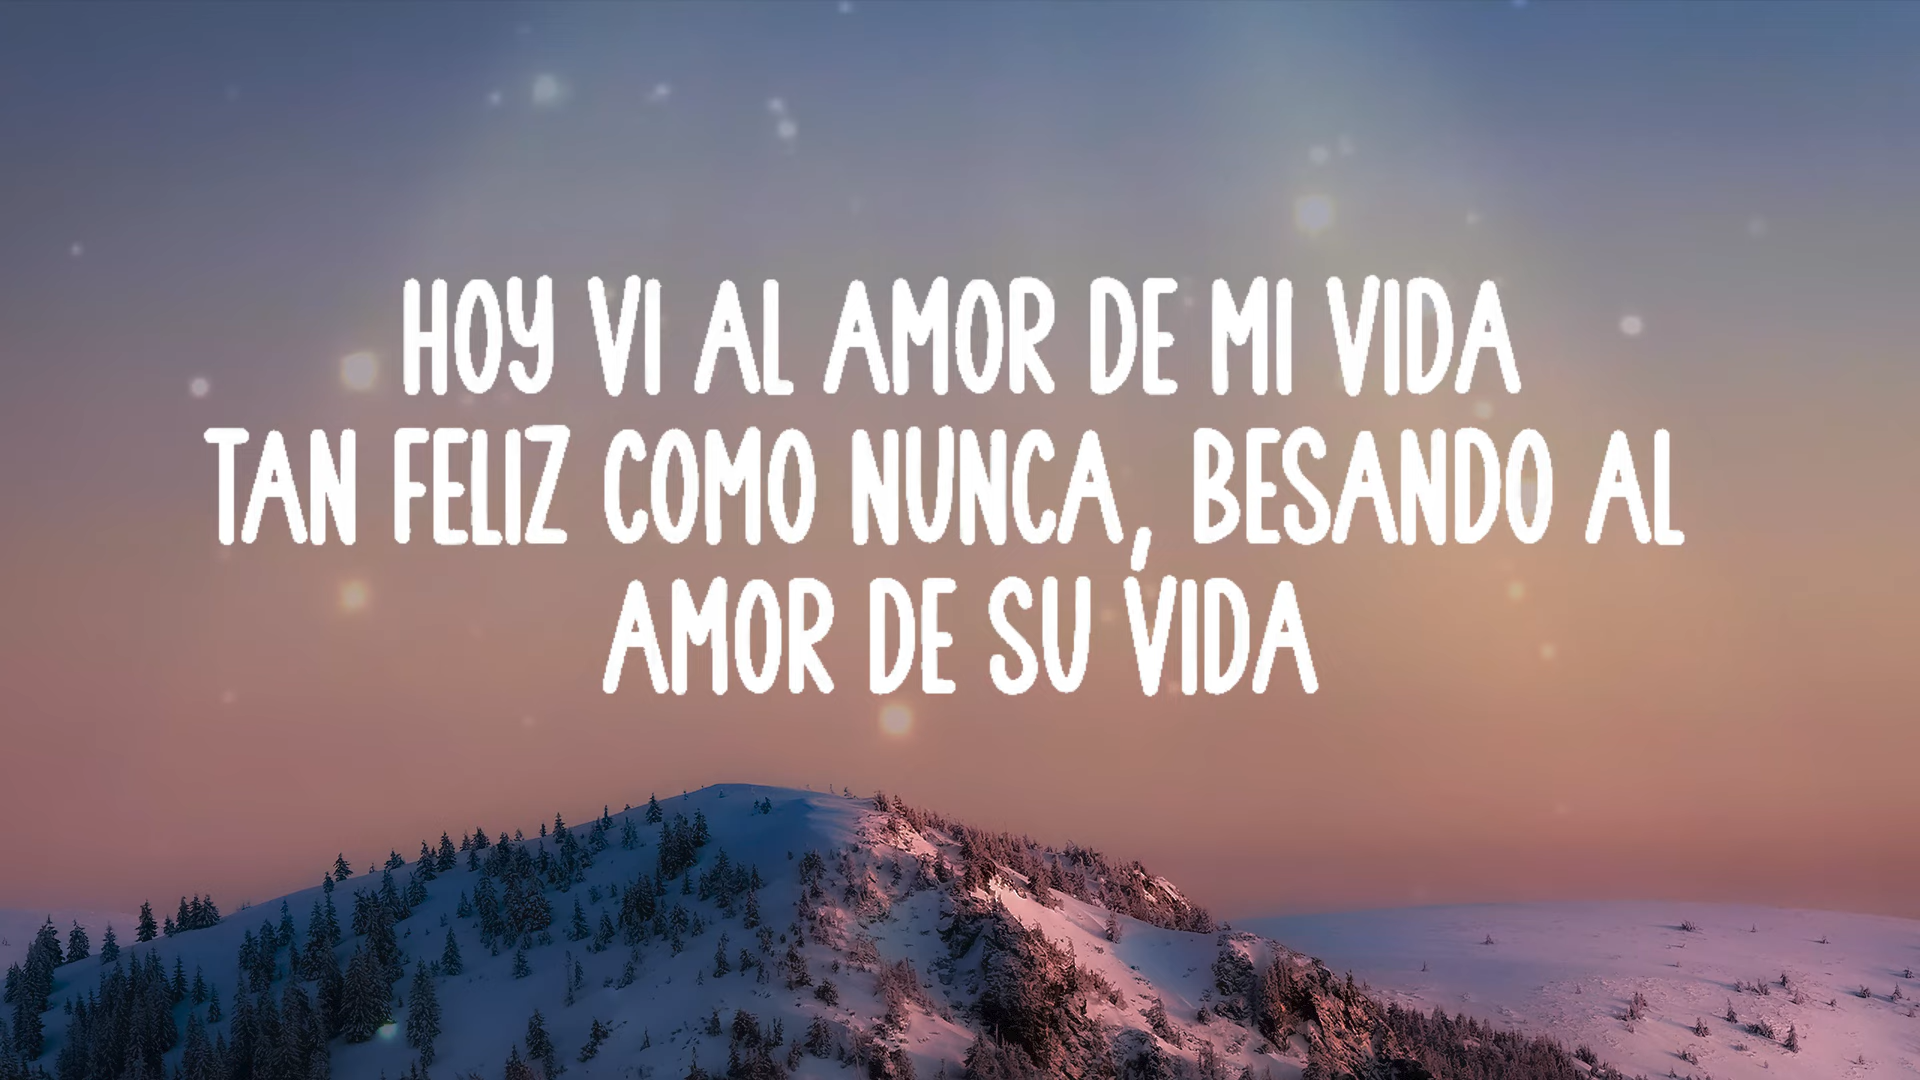 HOY VI AL AMOR DE MI VIDA
TAN FELIZ COMO NUNCA, BESANDO AL
AMOR DE SU VIDA